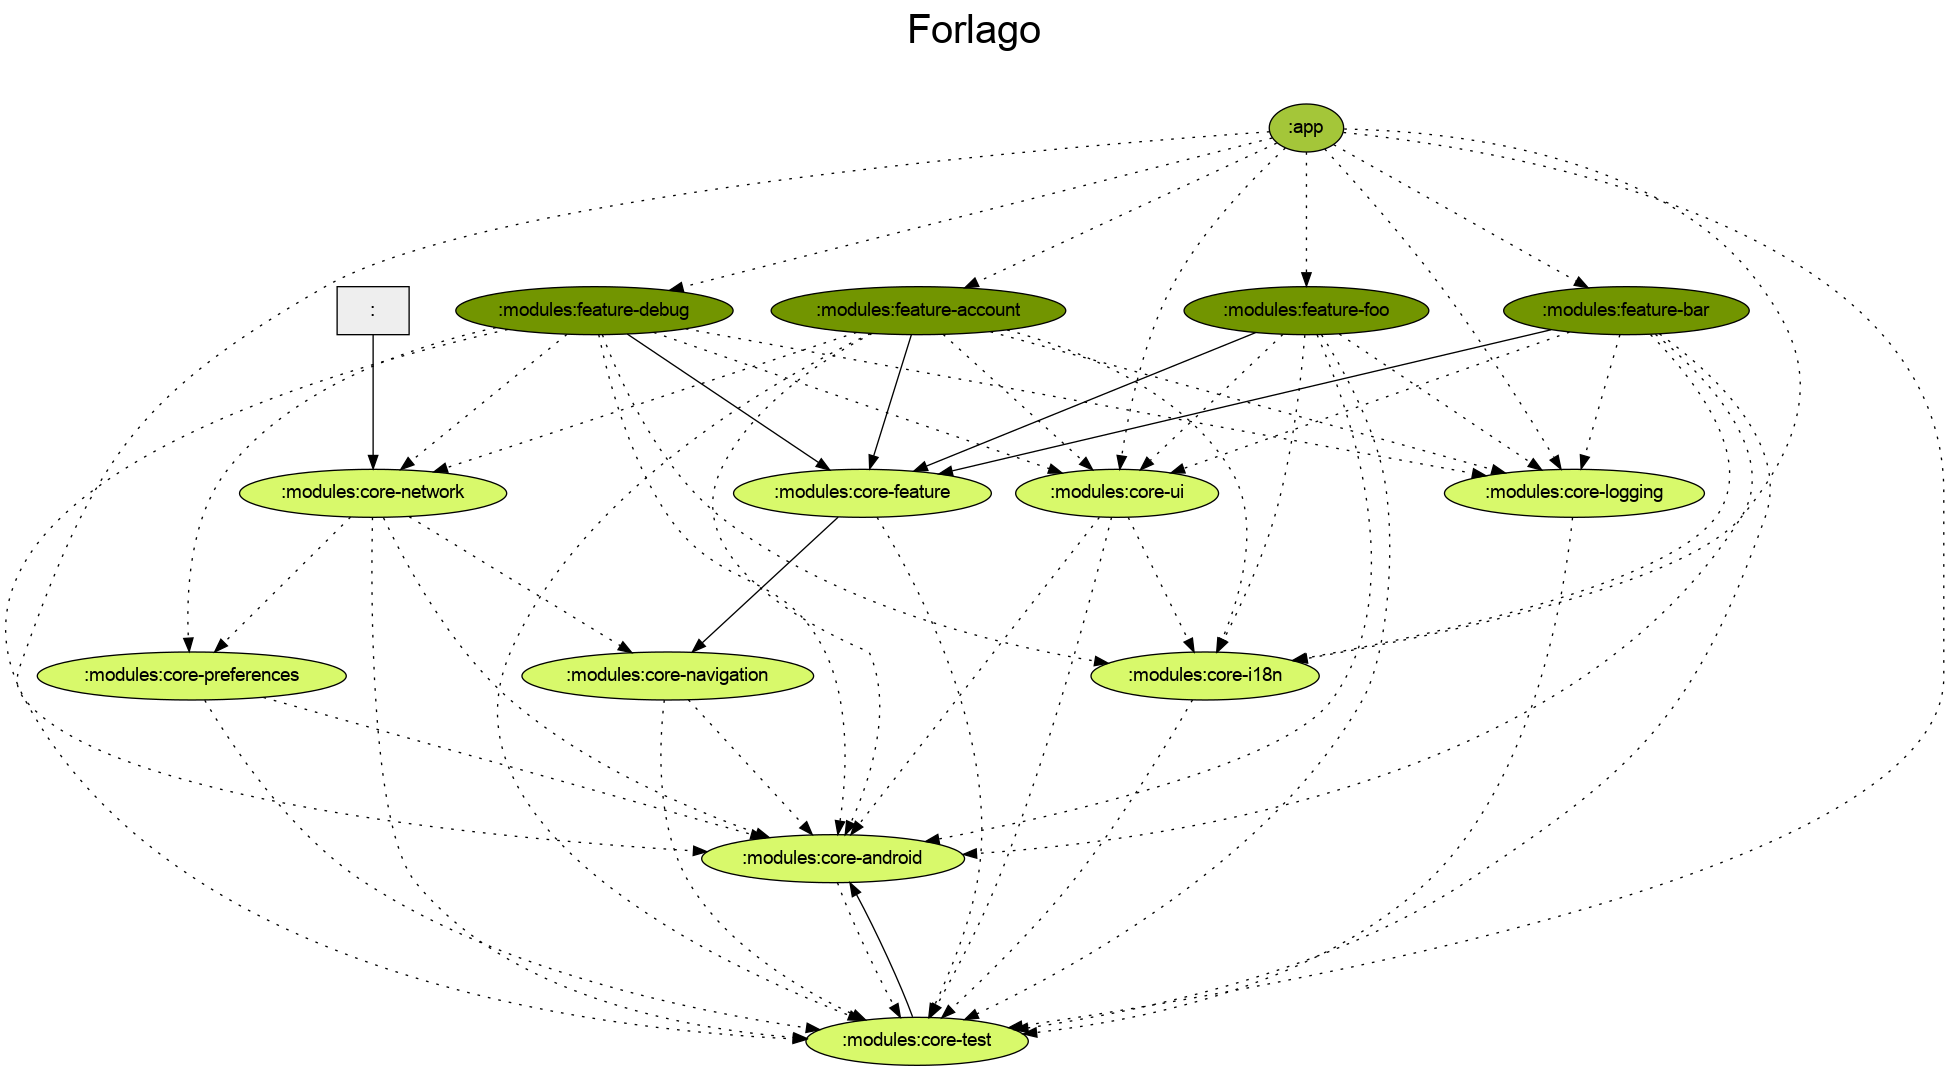 Forlago
:app
:
:modules:feature-debug
:modules:feature-account
:modules:feature-foo
:modules:feature-bar
:modules:core-network
:modules:core-feature
:modules:core-ui
:modules:core-logging
:modules:core-preferences
:modules:core-navigation
:modules:core-i18n
:modules:core-android
:modules:core-test